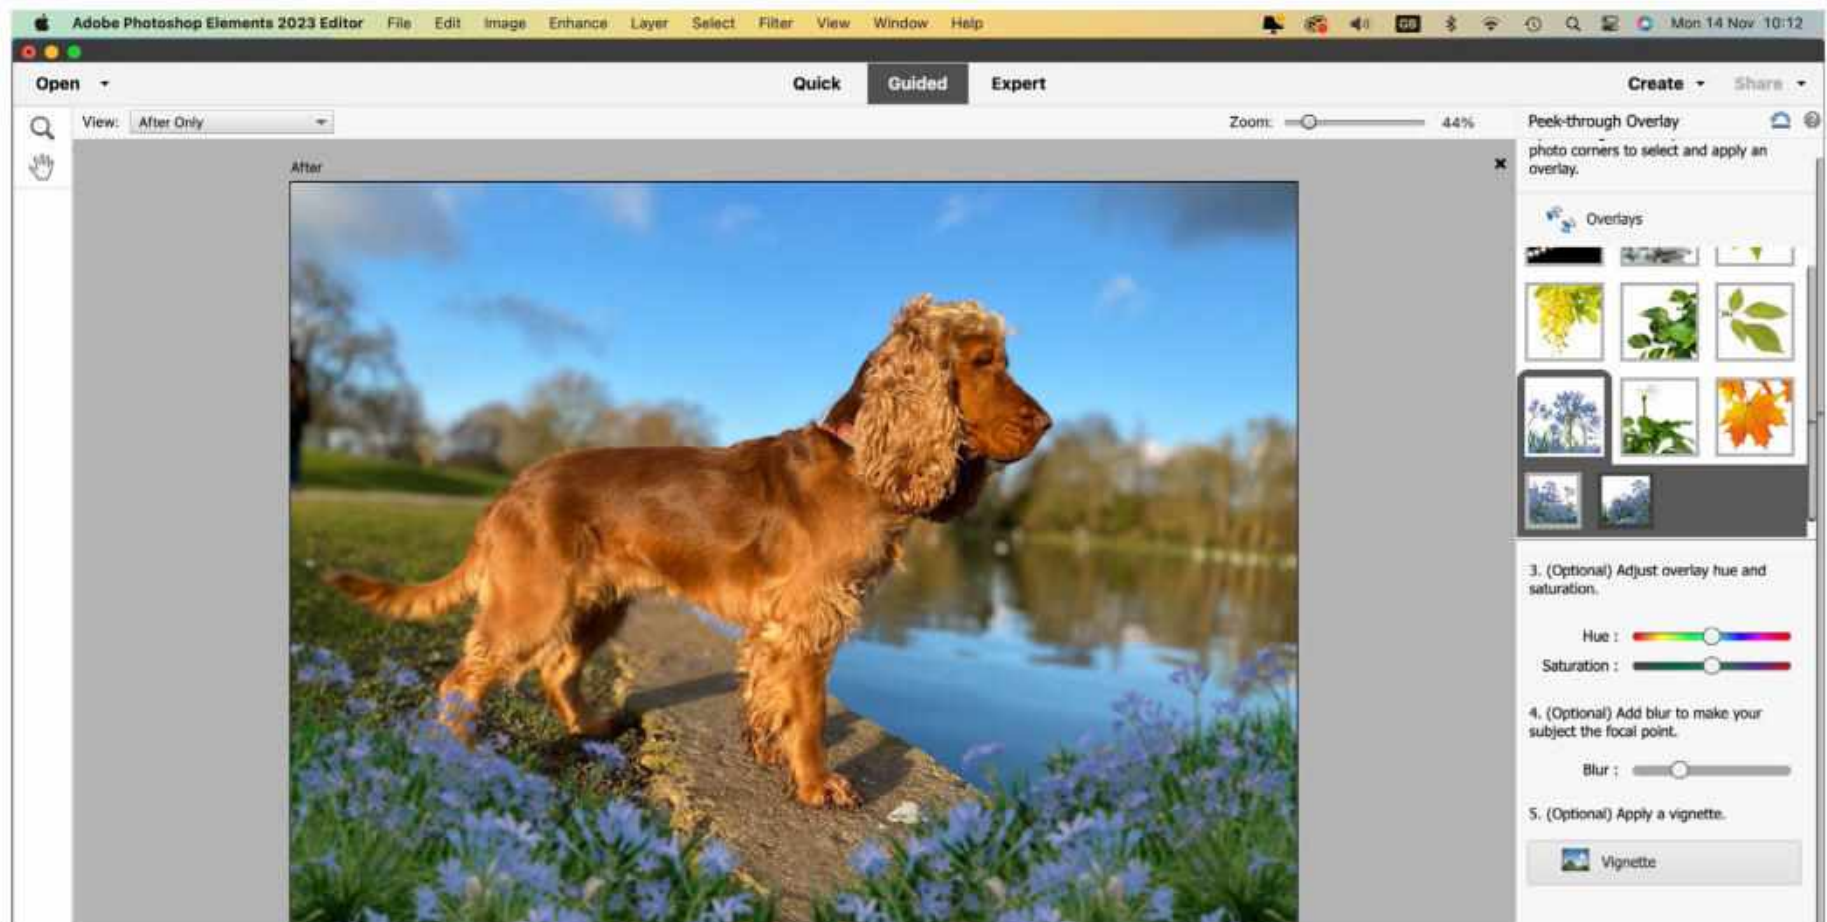 Adobe Photoshop Elements 2023 Editor File Edit Image Enhance Layer Select Filter View Window Help GB Mon 14 Nov 10:12
Open Quick Guided Expert Create Share
View: After Only Zoom: 44% Peek-through Overlay
photo corners to select and apply an
overlay.
After
Overlays
3. (Optional) Adjust overlay hue and
saturation.
Hue :
Saturation :
4. (Optional) Add blur to make your
subject the focal point.
Blur :
5. (Optional) Apply a vignette.
Vignette